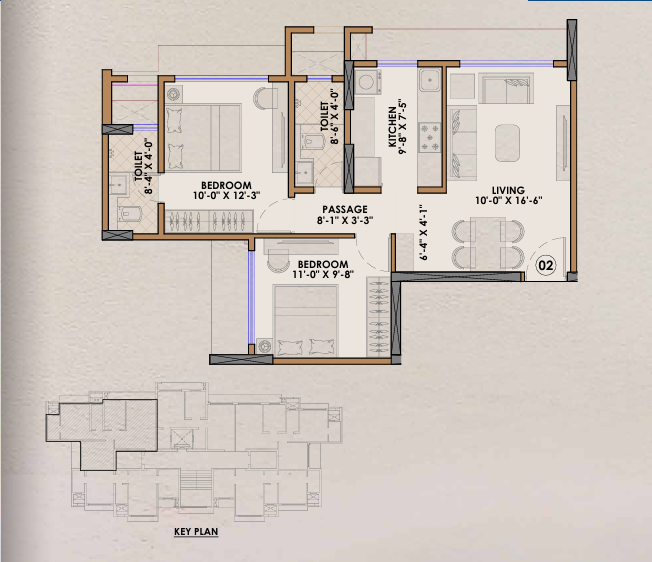 TOILET
8'-4" X 4'-0"
BEDROOM
10'-0" X 12'-3"
TOILET
8'-6" X 4'-0"
KITCHEN
9'-8" X 7'-5"
LIVING
10'-0" X 16'-6"
PASSAGE
8'-1" X 3'-3"
6'-4" X 4'-1"
BEDROOM
11'-0" X 9'-8"
02
KEY PLAN